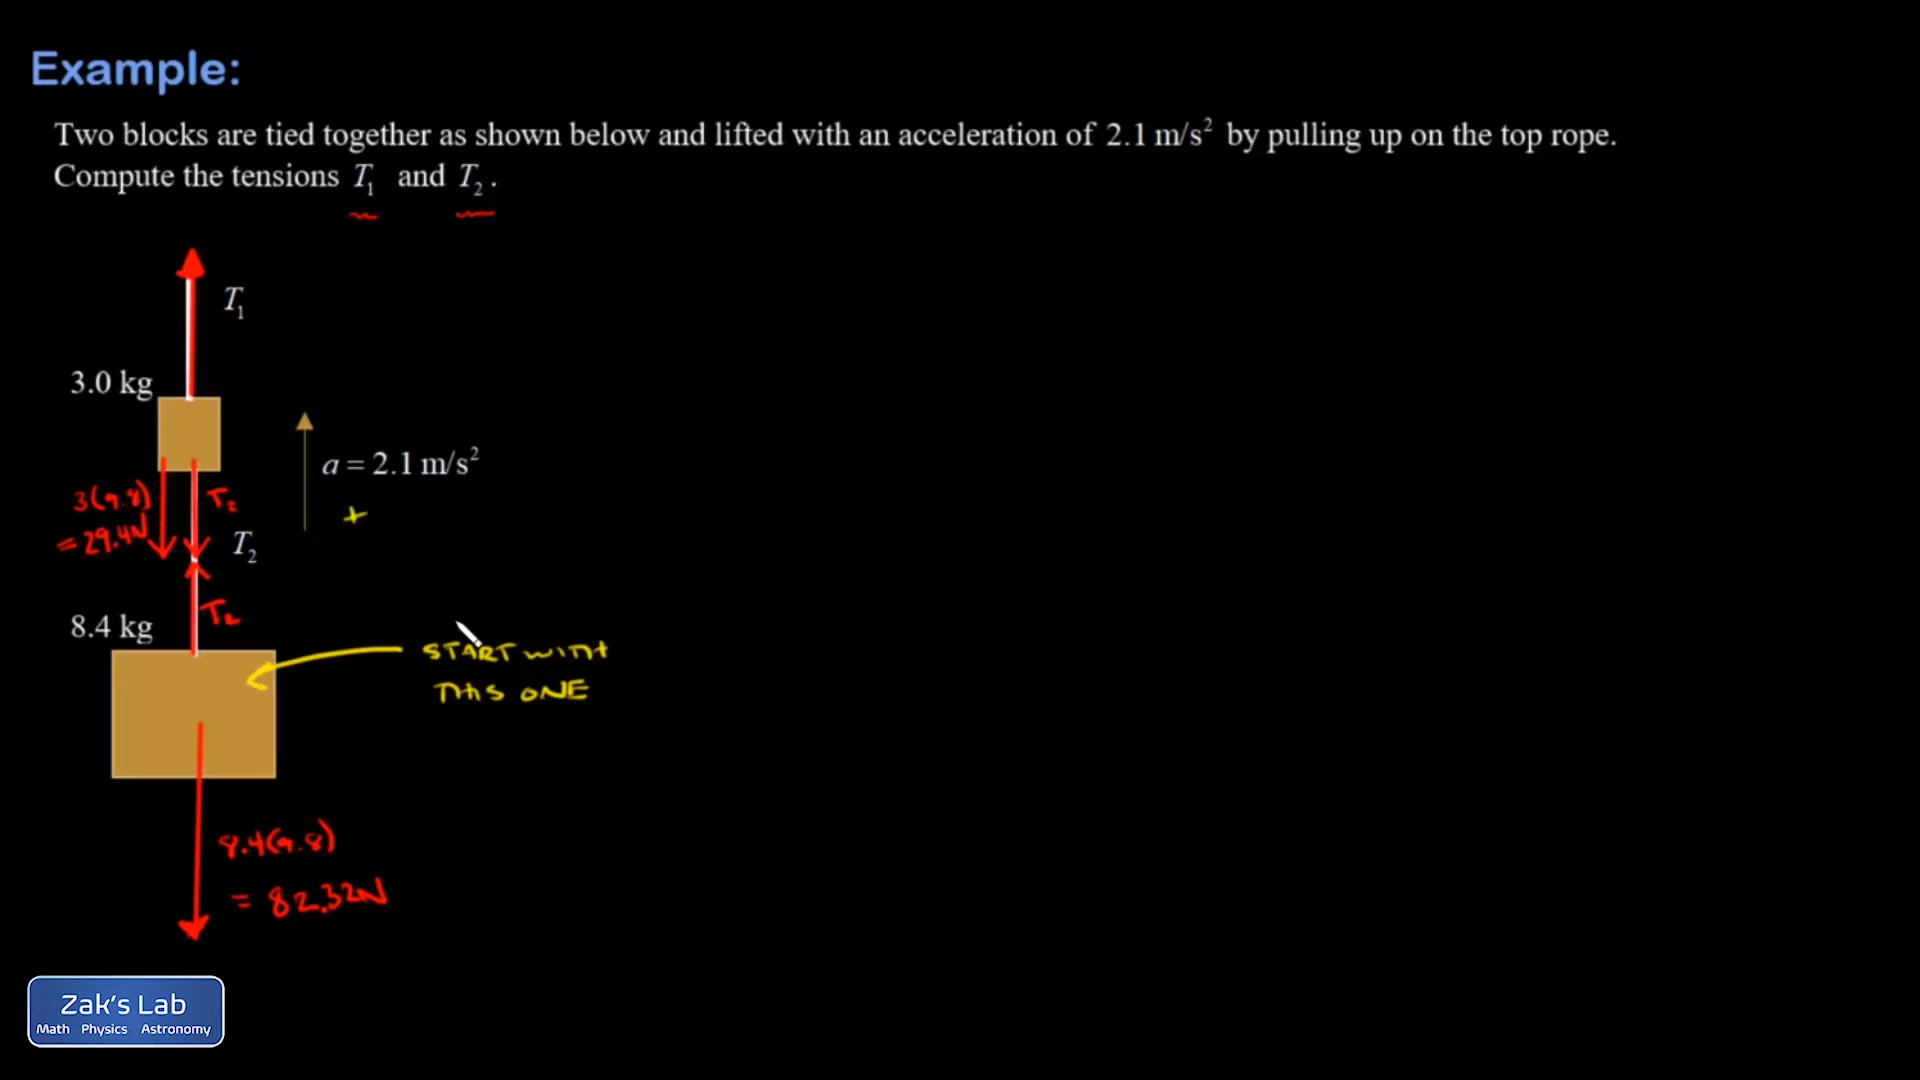 Example:
Two blocks are tied together as shown below and lifted with an acceleration of 2.1 m/s² by pulling up on the top rope.
Compute the tensions T₁ and T₂.
T₁
3.0 kg
a = 2.1 m/s²
3(9.8)
= 29.4N
T₂
+
T₂
T₂
8.4 kg
START WITH
THIS ONE
8.4(9.8)
= 82.32N
Zak's Lab
Math Physics Astronomy